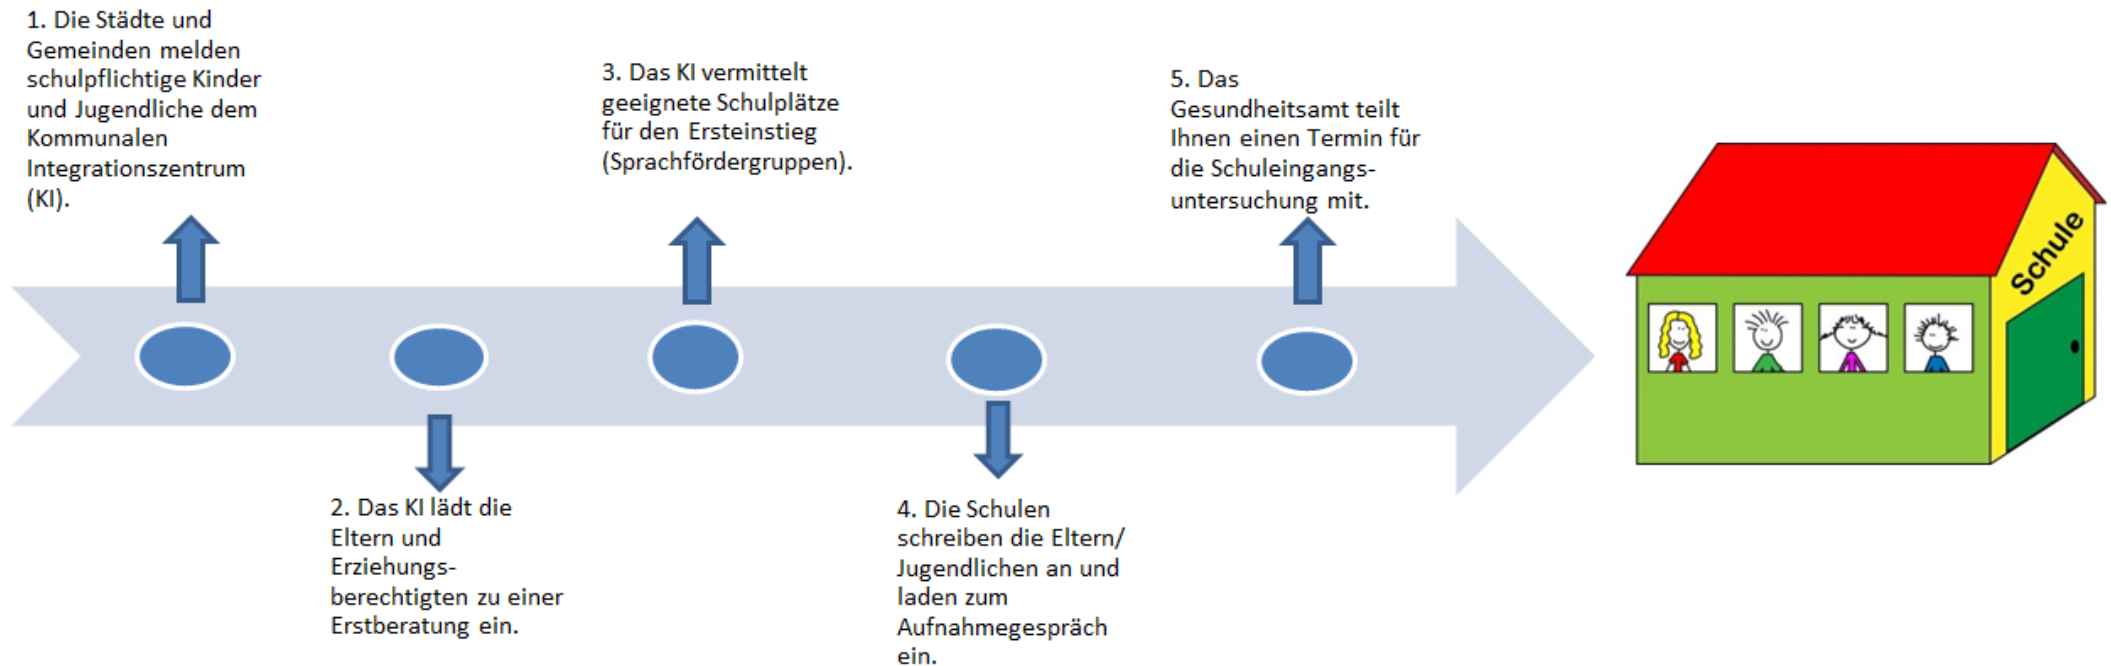 1. Die Städte und
Gemeinden melden
schulpflichtige Kinder
und Jugendliche dem
Kommunalen
Integrationszentrum
(KI).
2. Das KI lädt die
Eltern und
Erziehungs-
berechtigten zu einer
Erstberatung ein.
3. Das KI vermittelt
geeignete Schulplätze
für den Ersteinstieg
(Sprachfördergruppen).
4. Die Schulen
schreiben die Eltern/
Jugendlichen an und
laden zum
Aufnahmegespräch
ein.
5. Das
Gesundheitsamt teilt
Ihnen einen Termin für
die Schuleingangs-
untersuchung mit.
Schule